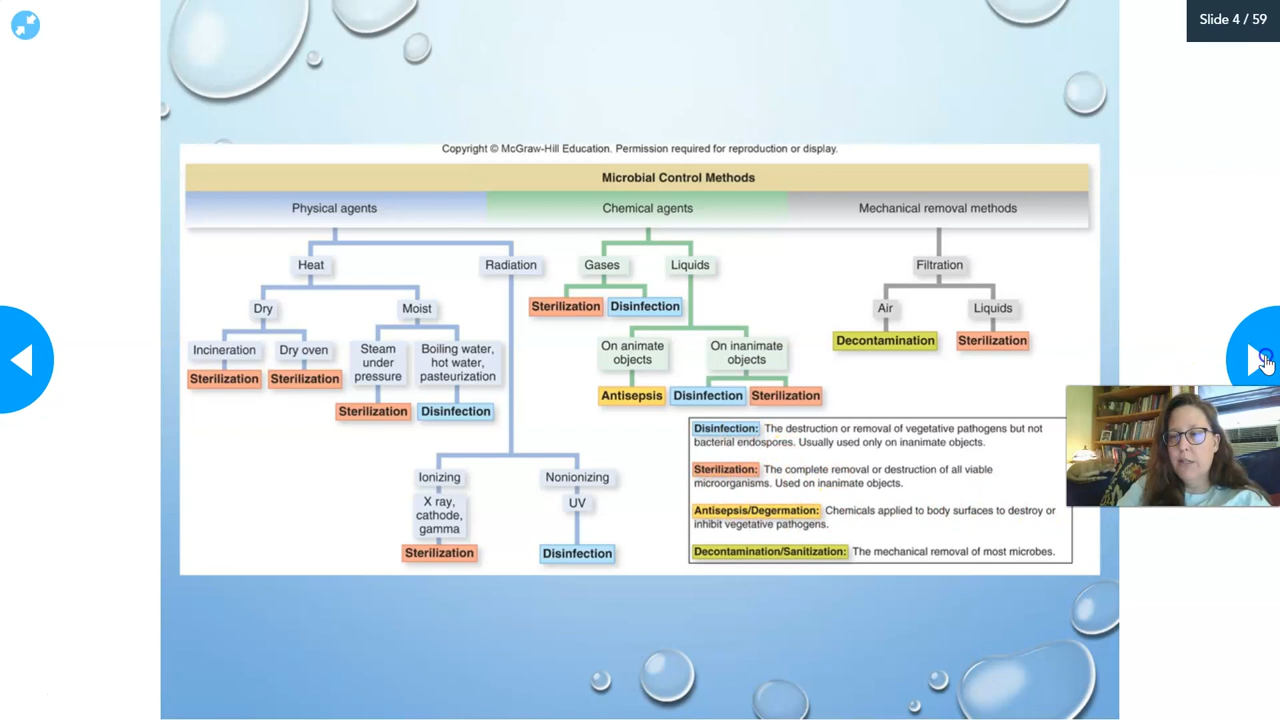 Slide 4 / 59
Copyright © McGraw-Hill Education. Permission required for reproduction or display.
Microbial Control Methods
Physical agents
Chemical agents
Mechanical removal methods
Heat
Radiation
Gases
Liquids
Filtration
Dry
Moist
Sterilization
Disinfection
Air
Liquids
Incineration
Dry oven
Steam
under
pressure
Boiling water,
hot water,
pasteurization
On animate
objects
On inanimate
objects
Decontamination
Sterilization
Sterilization
Sterilization
Sterilization
Disinfection
Antisepsis
Disinfection
Sterilization
Ionizing
Nonionizing
X ray,
cathode,
gamma
UV
Sterilization
Disinfection
Disinfection: The destruction or removal of vegetative pathogens but not
bacterial endospores. Usually used only on inanimate objects.
Sterilization: The complete removal or destruction of all viable
microorganisms. Used on inanimate objects.
Antisepsis/Degermation: Chemicals applied to body surfaces to destroy or
inhibit vegetative pathogens.
Decontamination/Sanitization: The mechanical removal of most microbes.